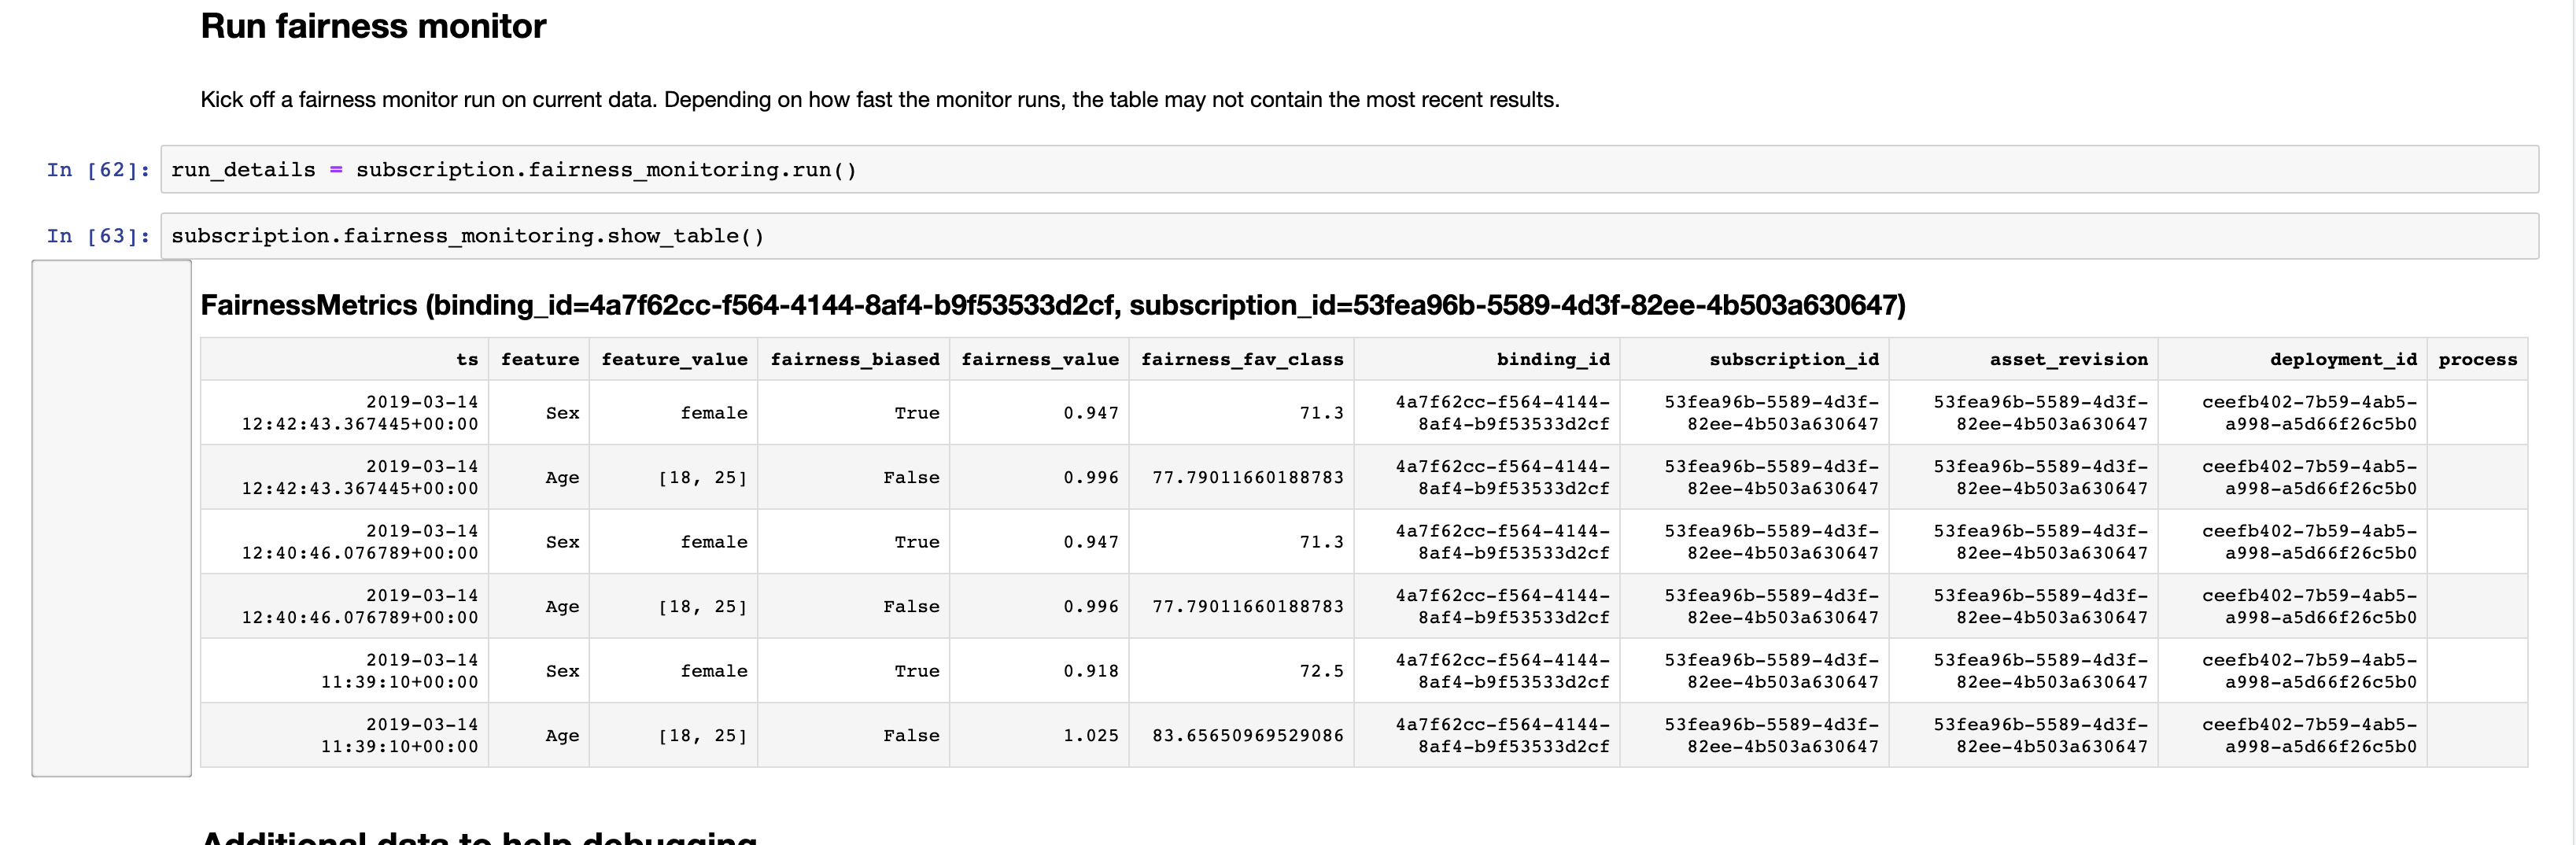 Run fairness monitor
Kick off a fairness monitor run on current data. Depending on how fast the monitor runs, the table may not contain the most recent results.
In [62]: run_details = subscription.fairness_monitoring.run()
In [63]: subscription.fairness_monitoring.show_table()
FairnessMetrics (binding_id=4a7f62cc-f564-4144-8af4-b9f53533d2cf, subscription_id=53fea96b-5589-4d3f-82ee-4b503a630647)
ts feature feature_value fairness_biased fairness_value fairness_fav_class binding_id subscription_id asset_revision deployment_id process
2019-03-14 4a7f62cc-f564-4144- 53fea96b-5589-4d3f- 53fea96b-5589-4d3f- ceefb402-7b59-4ab5-
Sex female True 0.947 71.3
12:42:43.367445+00:00 8af4-b9f53533d2cf 82ee-4b503a630647 82ee-4b503a630647 a998-a5d66f26c5b0
2019-03-14 4a7f62cc-f564-4144- 53fea96b-5589-4d3f- 53fea96b-5589-4d3f- ceefb402-7b59-4ab5-
Age [18, 25] False 0.996 77.79011660188783
12:42:43.367445+00:00 8af4-b9f53533d2cf 82ee-4b503a630647 82ee-4b503a630647 a998-a5d66f26c5b0
2019-03-14 4a7f62cc-f564-4144- 53fea96b-5589-4d3f- 53fea96b-5589-4d3f- ceefb402-7b59-4ab5-
Sex female True 0.947 71.3
12:40:46.076789+00:00 8af4-b9f53533d2cf 82ee-4b503a630647 82ee-4b503a630647 a998-a5d66f26c5b0
2019-03-14 4a7f62cc-f564-4144- 53fea96b-5589-4d3f- 53fea96b-5589-4d3f- ceefb402-7b59-4ab5-
Age [18, 25] False 0.996 77.79011660188783
12:40:46.076789+00:00 8af4-b9f53533d2cf 82ee-4b503a630647 82ee-4b503a630647 a998-a5d66f26c5b0
2019-03-14 4a7f62cc-f564-4144- 53fea96b-5589-4d3f- 53fea96b-5589-4d3f- ceefb402-7b59-4ab5-
Sex female True 0.918 72.5
11:39:10+00:00 8af4-b9f53533d2cf 82ee-4b503a630647 82ee-4b503a630647 a998-a5d66f26c5b0
2019-03-14 4a7f62cc-f564-4144- 53fea96b-5589-4d3f- 53fea96b-5589-4d3f- ceefb402-7b59-4ab5-
Age [18, 25] False 1.025 83.65650969529086
11:39:10+00:00 8af4-b9f53533d2cf 82ee-4b503a630647 82ee-4b503a630647 a998-a5d66f26c5b0
Additional data to help debugging